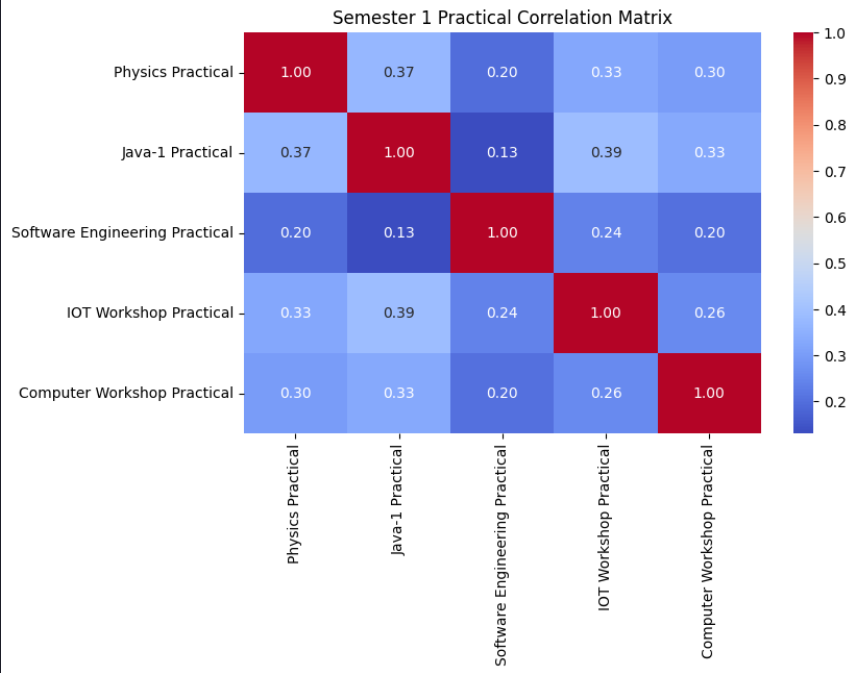 Semester 1 Practical Correlation Matrix
Physics Practical 1.00 0.37 0.20 0.33 0.30
Java-1 Practical 0.37 1.00 0.13 0.39 0.33
Software Engineering Practical 0.20 0.13 1.00 0.24 0.20
IOT Workshop Practical 0.33 0.39 0.24 1.00 0.26
Computer Workshop Practical 0.30 0.33 0.20 0.26 1.00
Physics Practical
Java-1 Practical
Software Engineering Practical
IOT Workshop Practical
Computer Workshop Practical
1.0
0.9
0.8
0.7
0.6
0.5
0.4
0.3
0.2